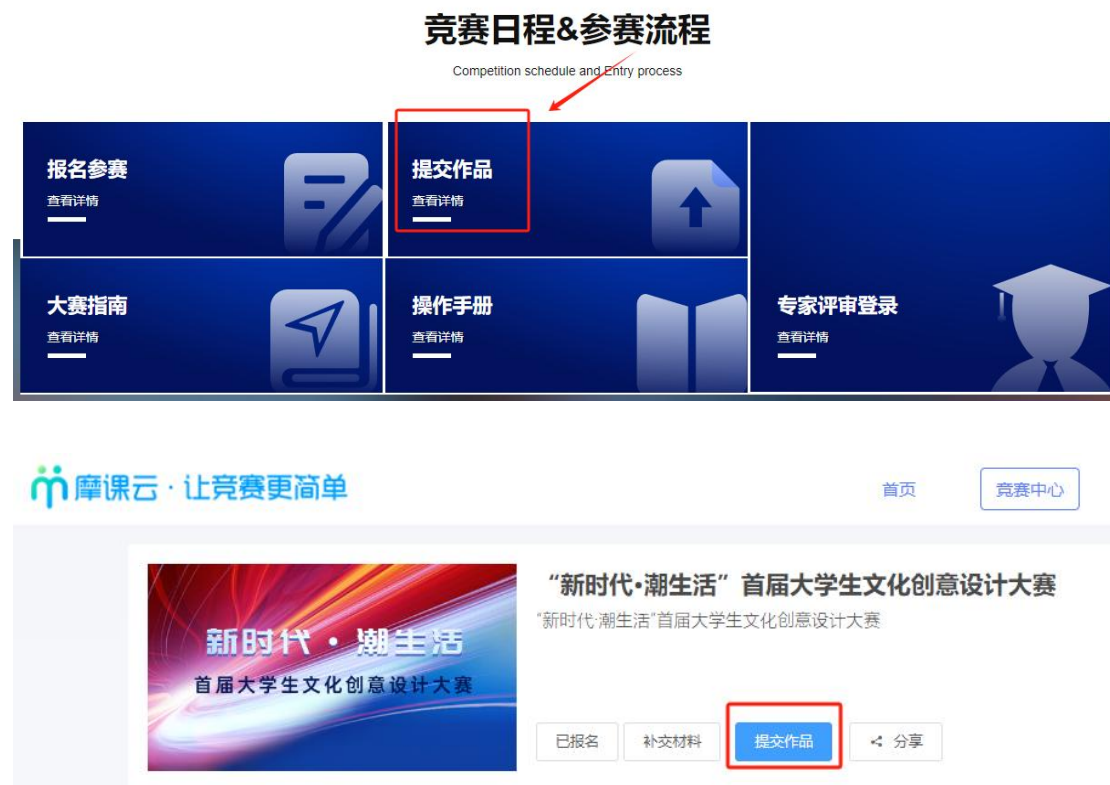 竞赛日程&参赛流程
Competition schedule and Entry process
报名参赛
查看详情
提交作品
查看详情
大赛指南
查看详情
操作手册
查看详情
专家评审登录
查看详情
摩课云·让竞赛更简单
首页
竞赛中心
新时代·潮生活
首届大学生文化创意设计大赛
“新时代·潮生活”首届大学生文化创意设计大赛
“新时代·潮生活”首届大学生文化创意设计大赛
已报名
补交材料
提交作品
分享